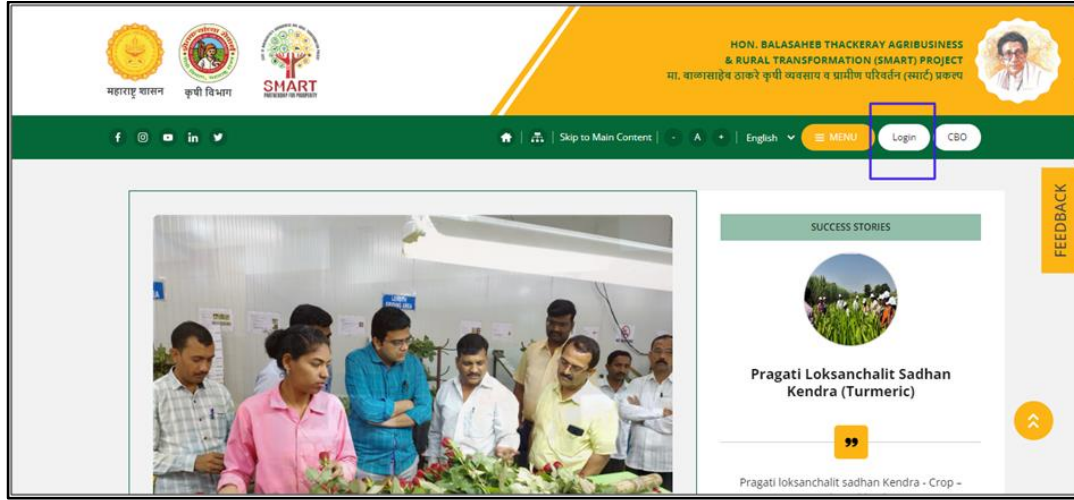 महाराष्ट्र शासन
कृषी विभाग
SMART
HON. BALASAHEB THACKERAY AGRIBUSINESS
& RURAL TRANSFORMATION (SMART) PROJECT
मा. बाळासाहेब ठाकरे कृषी व्यवसाय व ग्रामीण परिवर्तन (स्मार्ट) प्रकल्प
Skip to Main Content | - A + | English MENU Login CBO
FEEDBACK
SUCCESS STORIES
Pragati Loksanchalit Sadhan
Kendra (Turmeric)
Pragati loksanchalit sadhan Kendra - Crop –